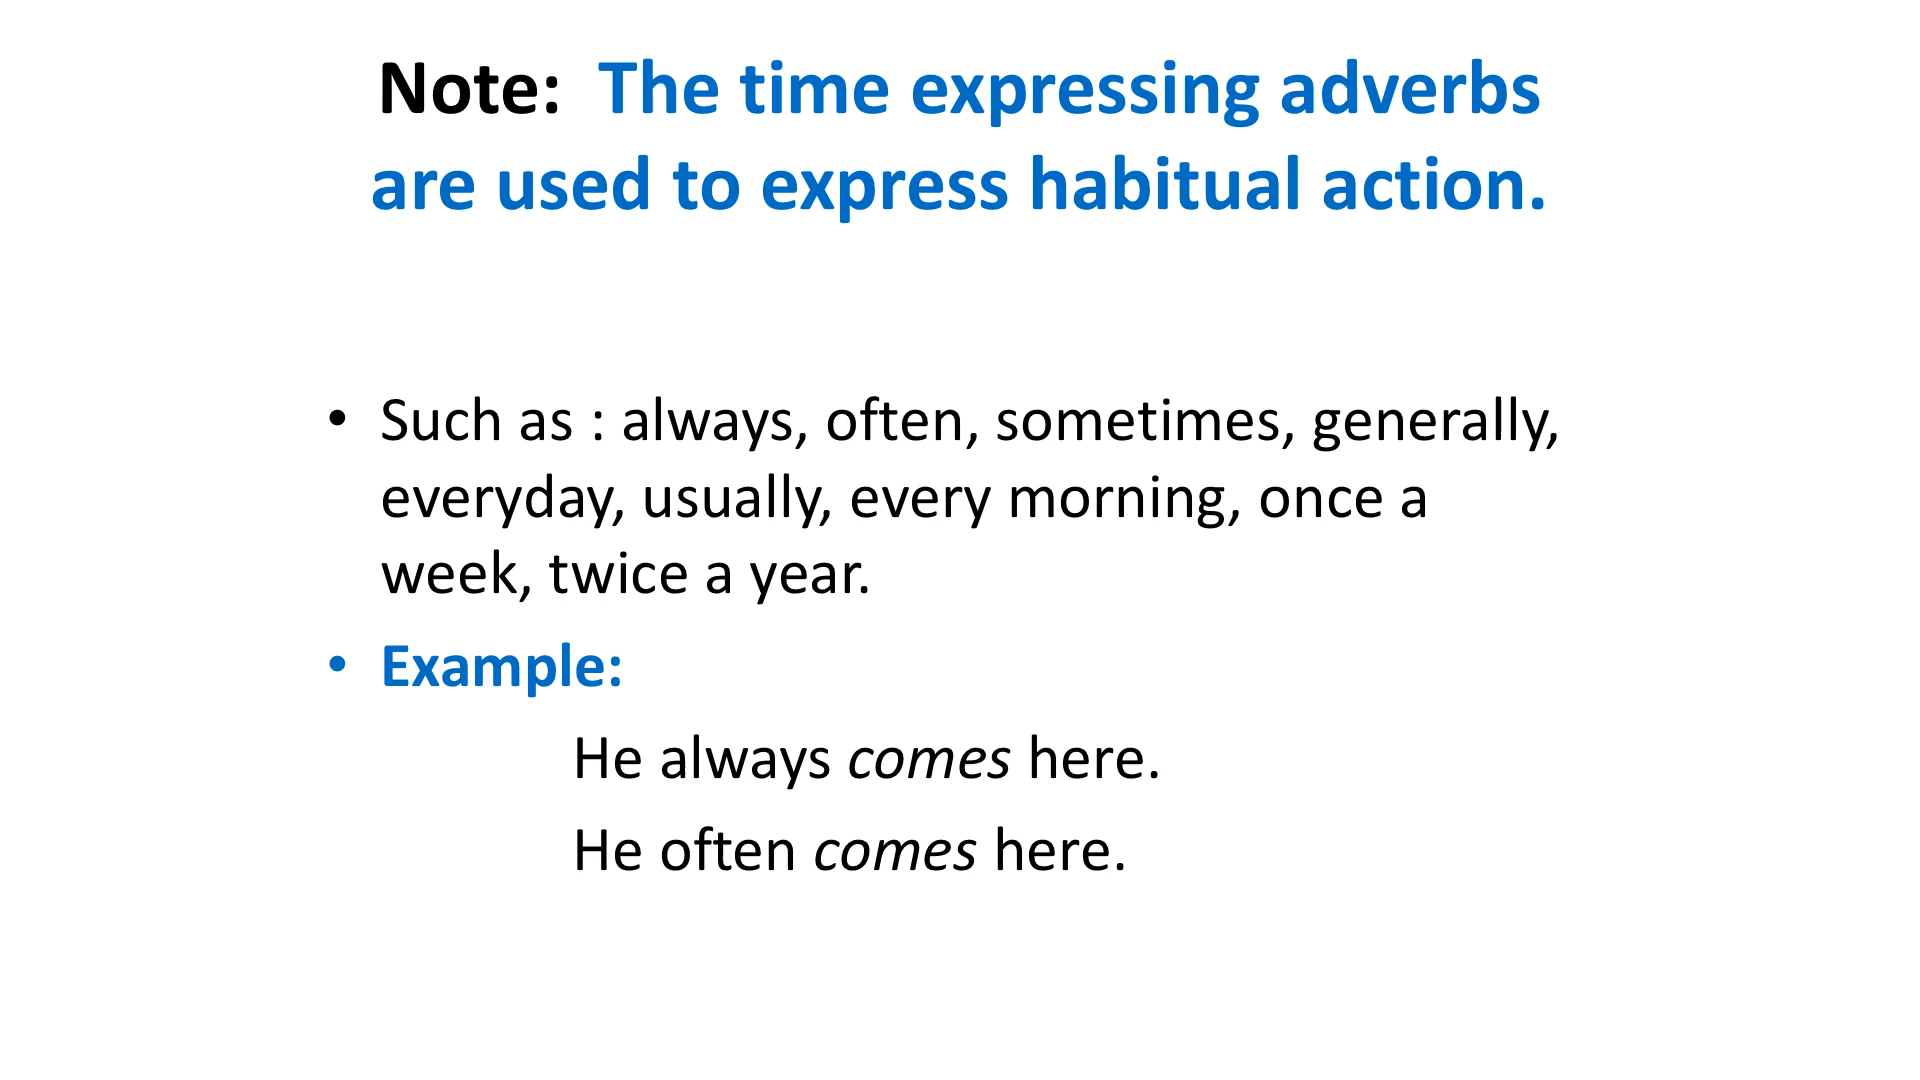 Note:  The time expressing adverbs
are used to express habitual action.
• Such as : always, often, sometimes, generally,
everyday, usually, every morning, once a
week, twice a year.
• Example:
He always comes here.
He often comes here.